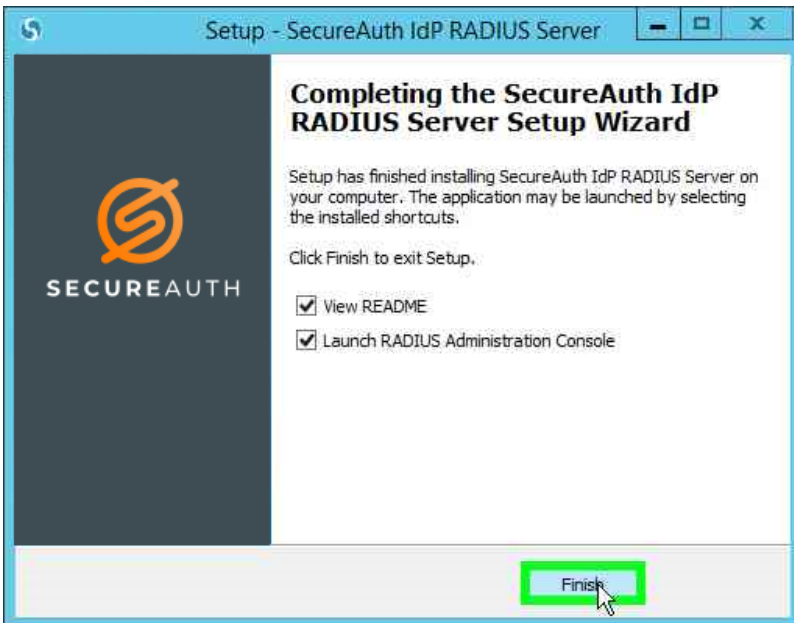 Setup - SecureAuth IdP RADIUS Server
Completing the SecureAuth IdP
RADIUS Server Setup Wizard
Setup has finished installing SecureAuth IdP RADIUS Server on
your computer. The application may be launched by selecting
the installed shortcuts.
Click Finish to exit Setup.
SECUREAUTH
View README
Launch RADIUS Administration Console
Finish